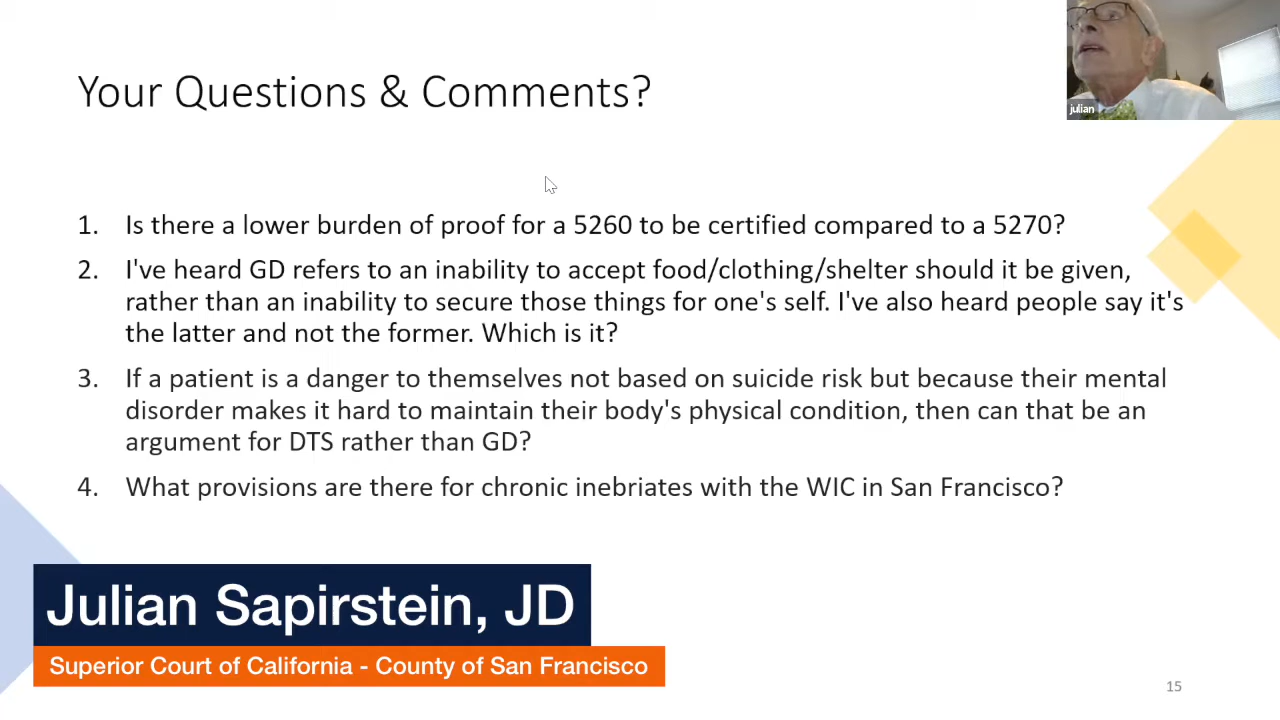 Your Questions & Comments?
julian
1. Is there a lower burden of proof for a 5260 to be certified compared to a 5270?
2. I've heard GD refers to an inability to accept food/clothing/shelter should it be given,
rather than an inability to secure those things for one's self. I've also heard people say it's
the latter and not the former. Which is it?
3. If a patient is a danger to themselves not based on suicide risk but because their mental
disorder makes it hard to maintain their body's physical condition, then can that be an
argument for DTS rather than GD?
4. What provisions are there for chronic inebriates with the WIC in San Francisco?
Julian Sapirstein, JD
Superior Court of California - County of San Francisco
15